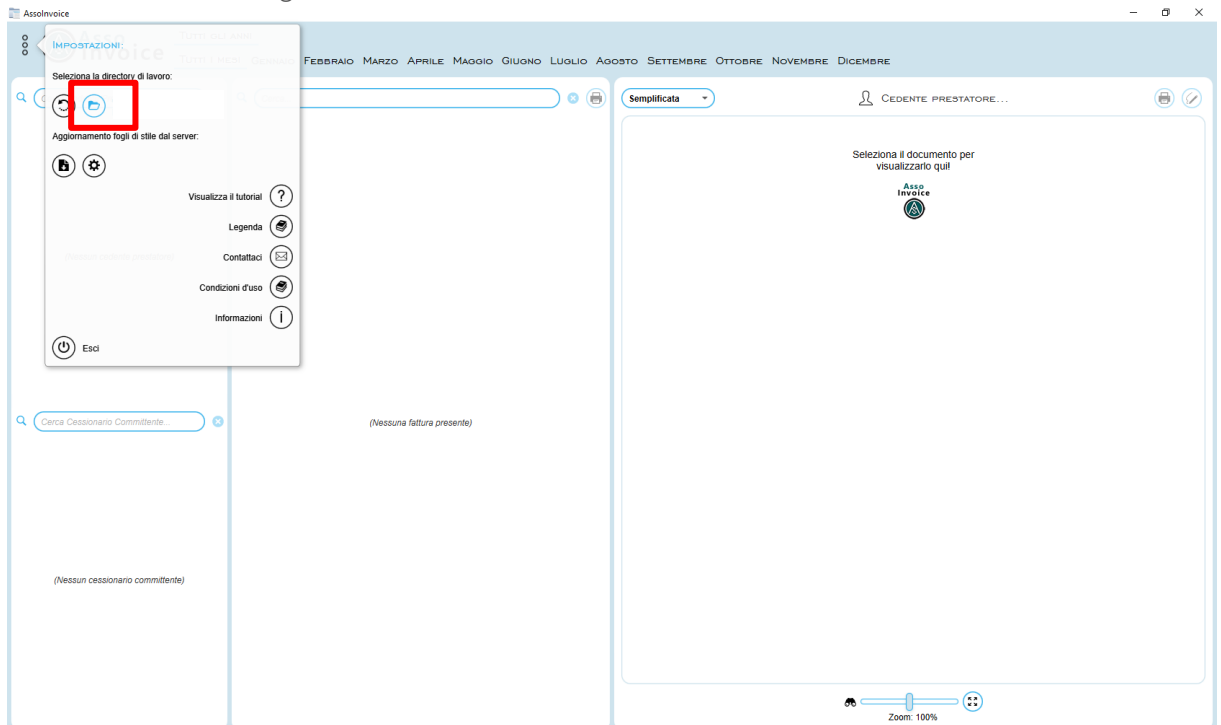 AssoInvoice
Impostazioni:
Febbraio Marzo Aprile Maggio Giugno Luglio Agosto Settembre Ottobre Novembre Dicembre
Seleziona la directory di lavoro:
Semplificata
Cedente prestatore...
Aggiornamento fogli di stile dal server:
Seleziona il documento per
visualizzarlo qui!
Asso
Invoice
Visualizza il tutorial
?
Legenda
Contattaci
Condizioni d'uso
Informazioni
i
Esci
Cerca Cessionario Committente...
(Nessuna fattura presente)
(Nessun cessionario committente)
Zoom: 100%